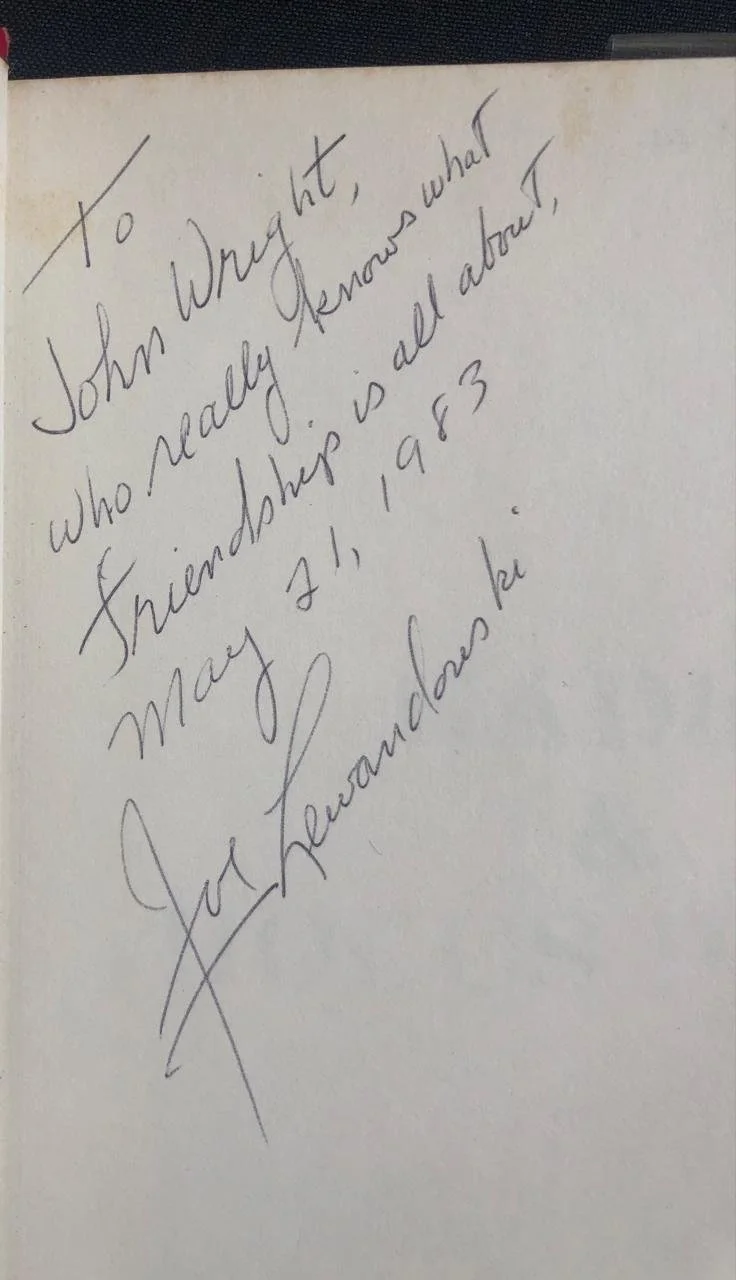 To
John Wright,
who really knows what
Friendship is all about,
May 21, 1983
Joe Lewandowski